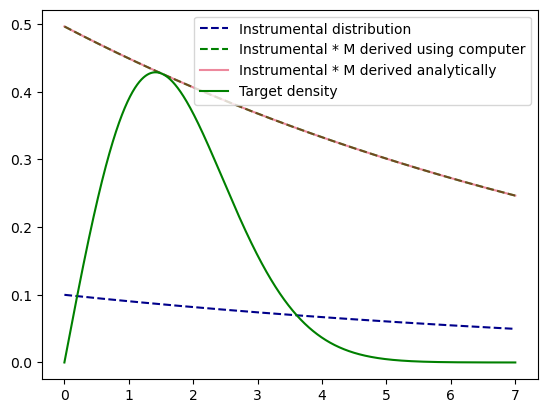 0.5
0.4
0.3
0.2
0.1
0.0
0 1 2 3 4 5 6 7
Instrumental distribution
Instrumental * M derived using computer
Instrumental * M derived analytically
Target density